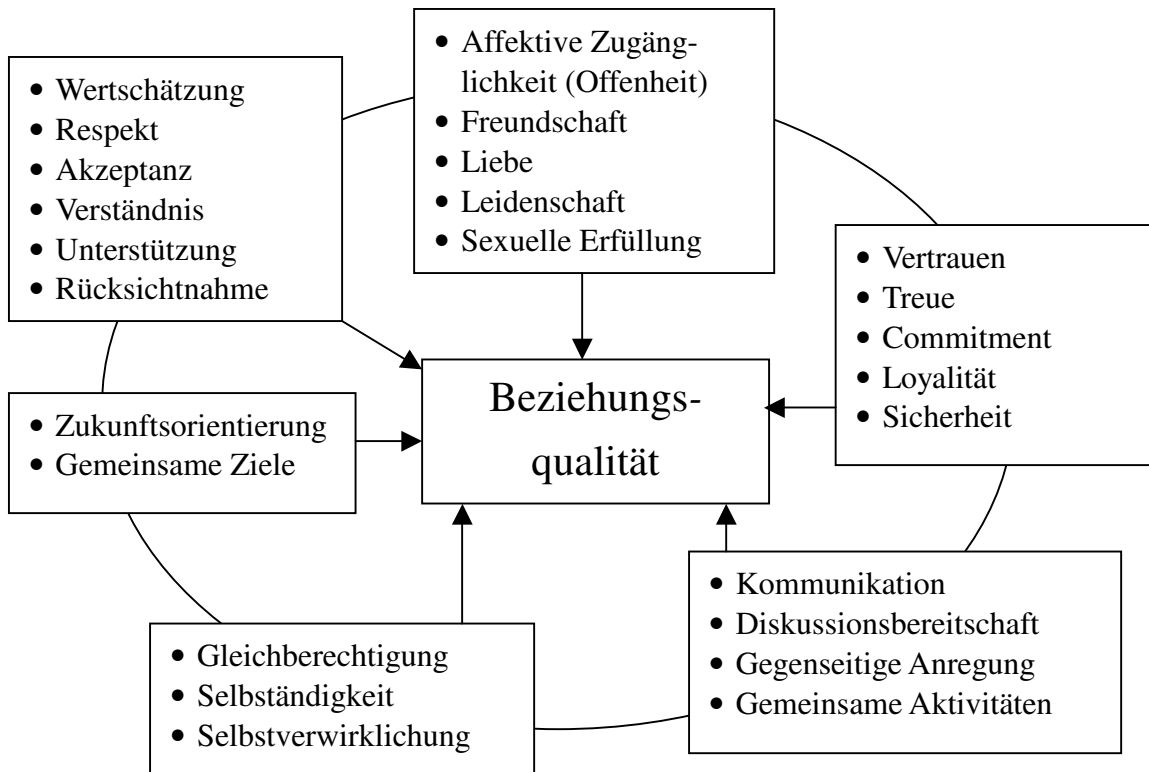 • Wertschätzung
• Respekt
• Akzeptanz
• Verständnis
• Unterstützung
• Rücksichtnahme
• Affektive Zugäng-
lichkeit (Offenheit)
• Freundschaft
• Liebe
• Leidenschaft
• Sexuelle Erfüllung
• Vertrauen
• Treue
• Commitment
• Loyalität
• Sicherheit
Beziehungs-
qualität
• Zukunftsorientierung
• Gemeinsame Ziele
• Gleichberechtigung
• Selbständigkeit
• Selbstverwirklichung
• Kommunikation
• Diskussionsbereitschaft
• Gegenseitige Anregung
• Gemeinsame Aktivitäten